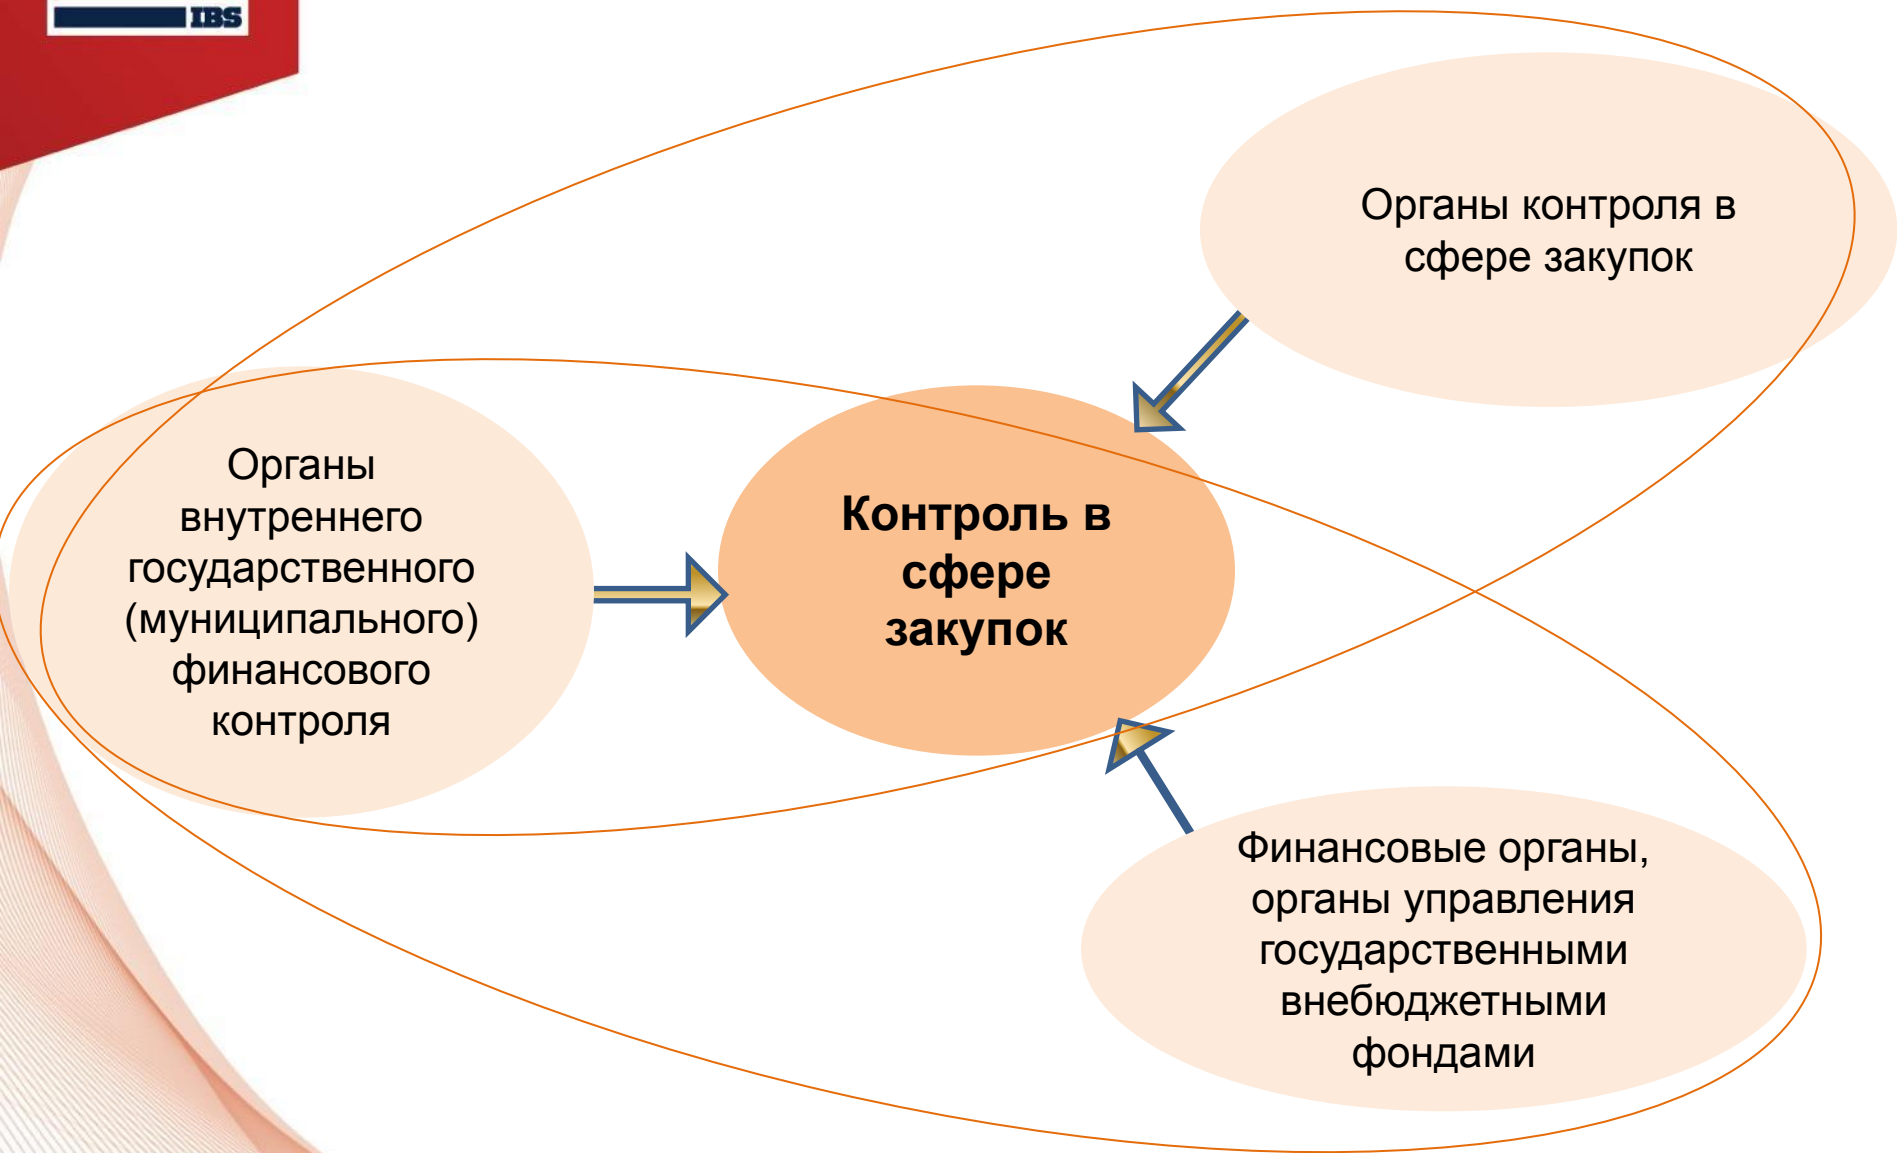 IBS
Органы контроля в
сфере закупок
Органы
внутреннего
государственного
(муниципального)
финансового
контроля
Контроль в
сфере
закупок
Финансовые органы,
органы управления
государственными
внебюджетными
фондами